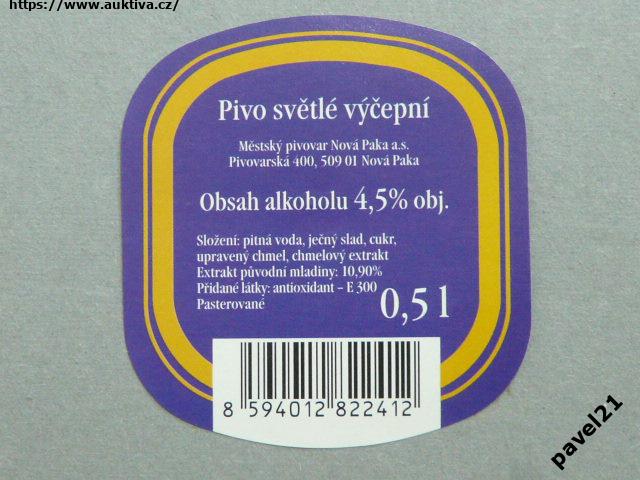 https://www.auktiva.cz/
Pivo světlé výčepní
Městský pivovar Nová Paka a.s.
Pivovarská 400, 509 01 Nová Paka
Obsah alkoholu 4,5% obj.
Složení: pitná voda, ječný slad, cukr,
upravený chmel, chmelový extrakt
Extrakt původní mladiny: 10,90%
Přidané látky: antioxidant – E 300
Pasterované
0,5 l
8 594012 822412
pavel21